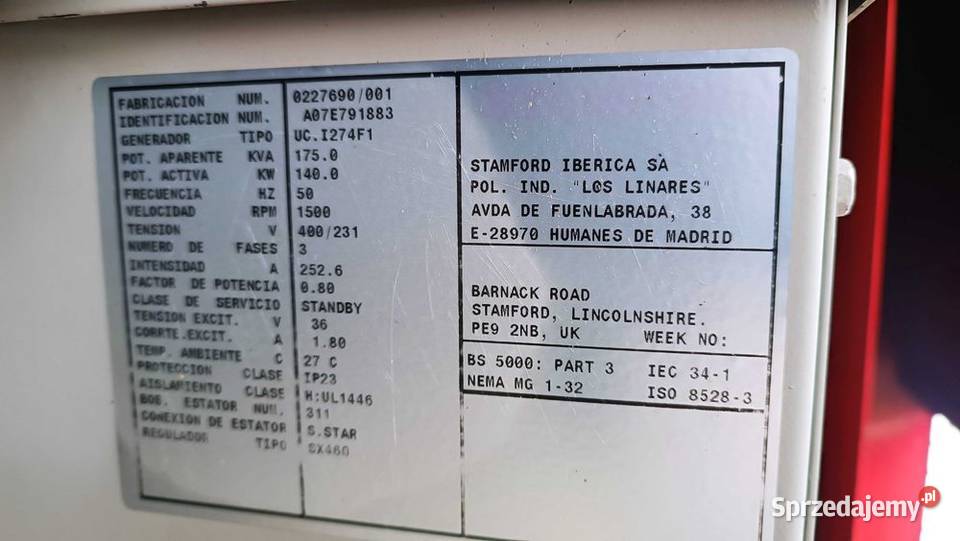 FABRICACION NUM. 0227690/001
IDENTIFICACION NUM. A07E791883
GENERADOR TIPO UC.I274F1
POT. APARENTE KVA 175.0
POT. ACTIVA KW 140.0
FRECUENCIA HZ 50
VELOCIDAD RPM 1500
TENSION V 400/231
NUMERO DE FASES 3
INTENSIDAD A 252.6
FACTOR DE POTENCIA 0.80
CLASE DE SERVICIO STANDBY
TENSION EXCIT. V 36
CORRTE.EXCIT. A 1.80
TEMP. AMBIENTE C 27 C
PROTECCION CLASE IP23
AISLAMIENTO CLASE H:UL1446
BOB. ESTATOR NUM. 311
CONEXION DE ESTATOR S.STAR
REGULADOR TIPO SX460
STAMFORD IBERICA SA
POL. IND. "LOS LINARES"
AVDA DE FUENLABRADA, 38
E-28970 HUMANES DE MADRID
BARNACK ROAD
STAMFORD, LINCOLNSHIRE.
PE9 2NB, UK WEEK NO:
BS 5000: PART 3 IEC 34-1
NEMA MG 1-32 ISO 8528-3
Sprzedajemy.pl